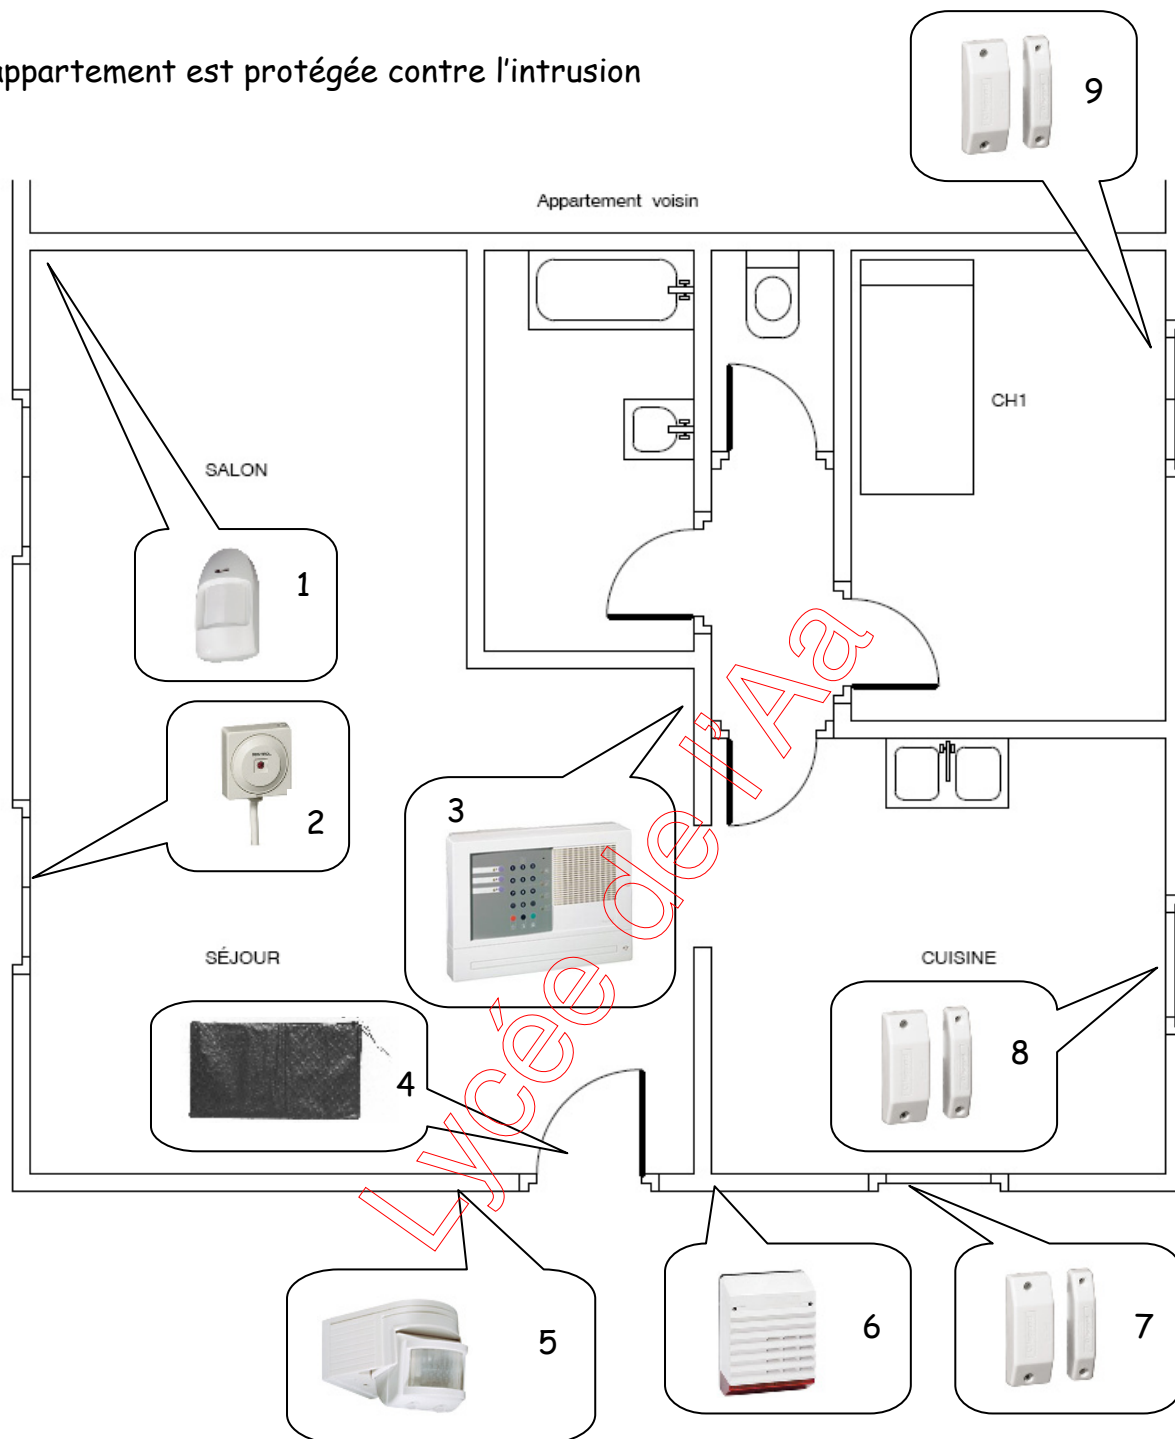 appartement est protégée contre l'intrusion
9
Appartement voisin
CH1
SALON
1
2
3
SÉJOUR
CUISINE
4
8
5
6
7
Lycée de l'Aa